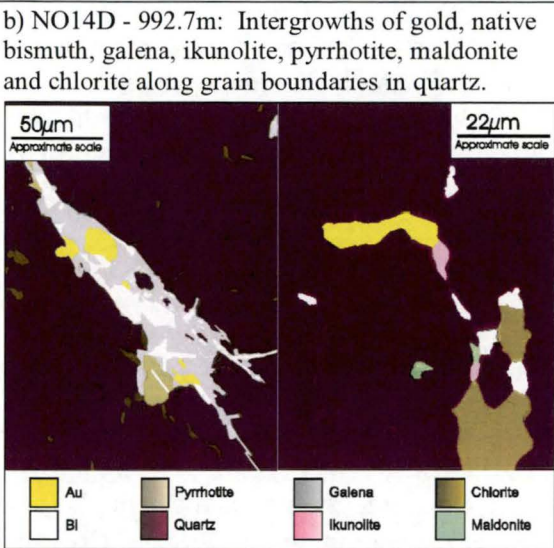 b) NO14D - 992.7m: Intergrowths of gold, native
bismuth, galena, ikunolite, pyrrhotite, maldonite
and chlorite along grain boundaries in quartz.
50µm
Approximate scale
22µm
Approximate scale
Au Pyrrhotite Galena Chlorite
Bi Quartz Ikunolite Maldonite